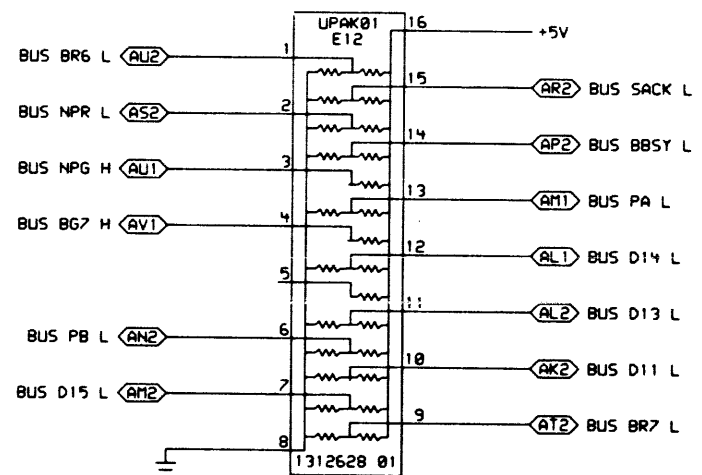 UPAK01
E12
16
+5V
1
BUS BR6 L AU2
15
AR2 BUS SACK L
2
BUS NPR L AS2
14
AP2 BUS BBSY L
3
BUS NPG H AU1
13
AM1 BUS PA L
4
BUS BG7 H AV1
12
AL1 BUS D14 L
5
11
AL2 BUS D13 L
6
BUS PB L AN2
10
AK2 BUS D11 L
7
BUS D15 L AM2
9
AT2 BUS BR7 L
8
1312628 01